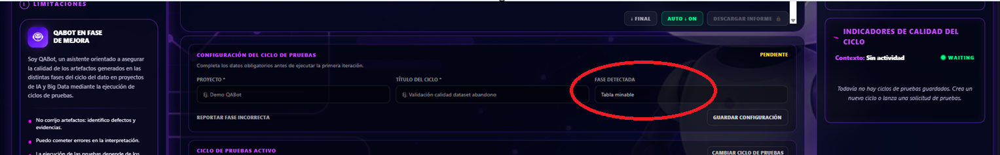 LIMITACIONES
QABOT EN FASE
DE MEJORA
Soy QABot, un asistente orientado a asegurar
la calidad de los artefactos generados en las
distintas fases del ciclo del dato en proyectos
de IA y Big Data mediante la ejecución de
ciclos de pruebas.
No corrijo artefactos: identifico defectos y
evidencias.
Puedo cometer errores en la interpretación.
La ejecución de las pruebas depende de los
↓ FINAL
AUTO ↓ ON
DESCARGAR INFORME
CONFIGURACIÓN DEL CICLO DE PRUEBAS
PENDIENTE
Completa los datos obligatorios antes de ejecutar la primera iteración.
PROYECTO *
TÍTULO DEL CICLO *
FASE DETECTADA
Ej. Demo QABot
Ej. Validación calidad dataset abandono
Tabla minable
REPORTAR FASE INCORRECTA
GUARDAR CONFIGURACIÓN
CICLO DE PRUEBAS ACTIVO
CAMBIAR CICLO DE PRUEBAS
INDICADORES DE CALIDAD DEL
CICLO
Contexto: Sin actividad
WAITING
Todavía no hay ciclos de pruebas guardados. Crea un
nuevo ciclo o lanza una solicitud de pruebas.